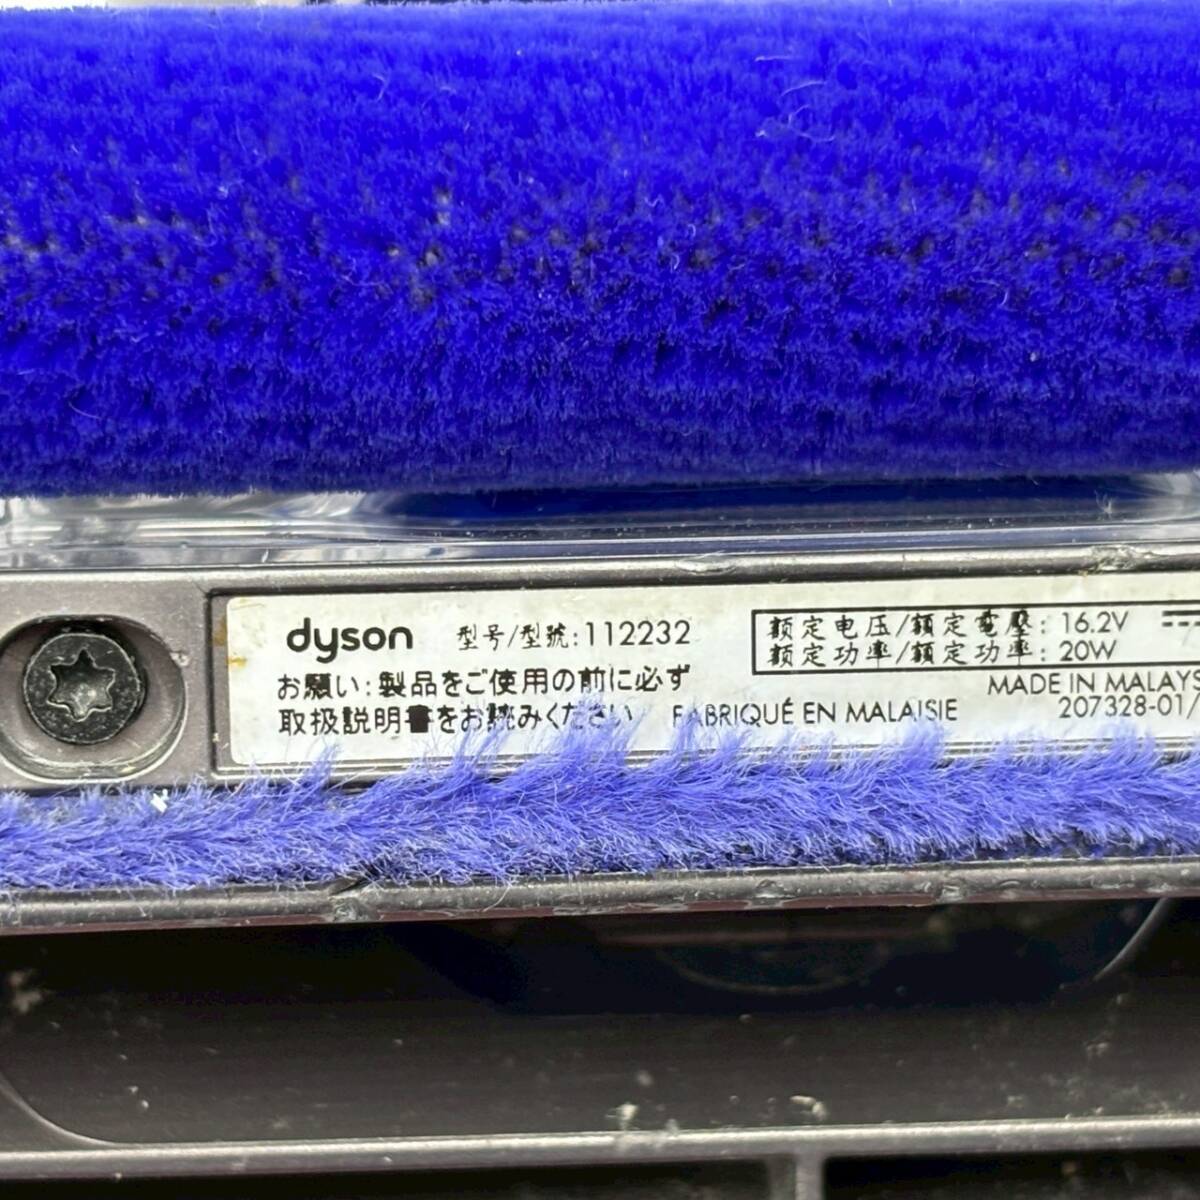 dyson 型号/型號:112232
お願い:製品をご使用の前に必ず
取扱説明書をお読みください
FABRIQUÉ EN MALAISIE
额定电压/額定電壓: 16.2V
额定功率/額定功率: 20W
MADE IN MALAYS
207328-01/